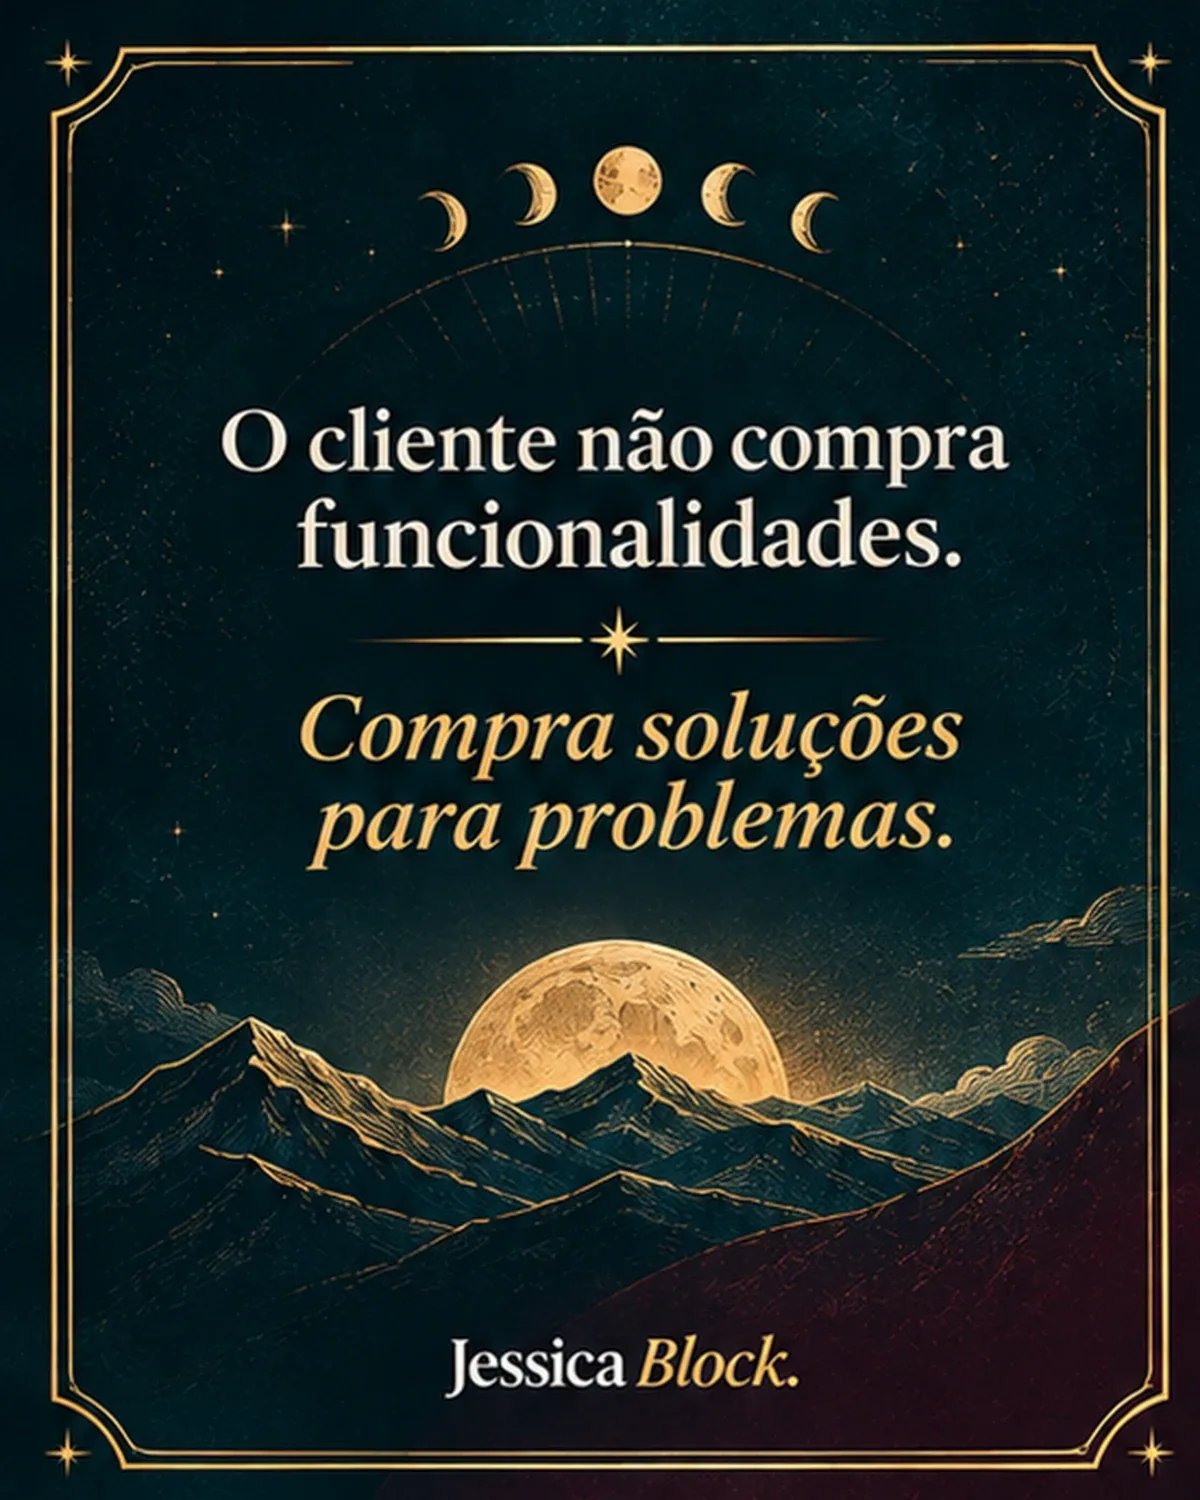 O cliente não compra
funcionalidades.
Compra soluções
para problemas.
Jessica Block.